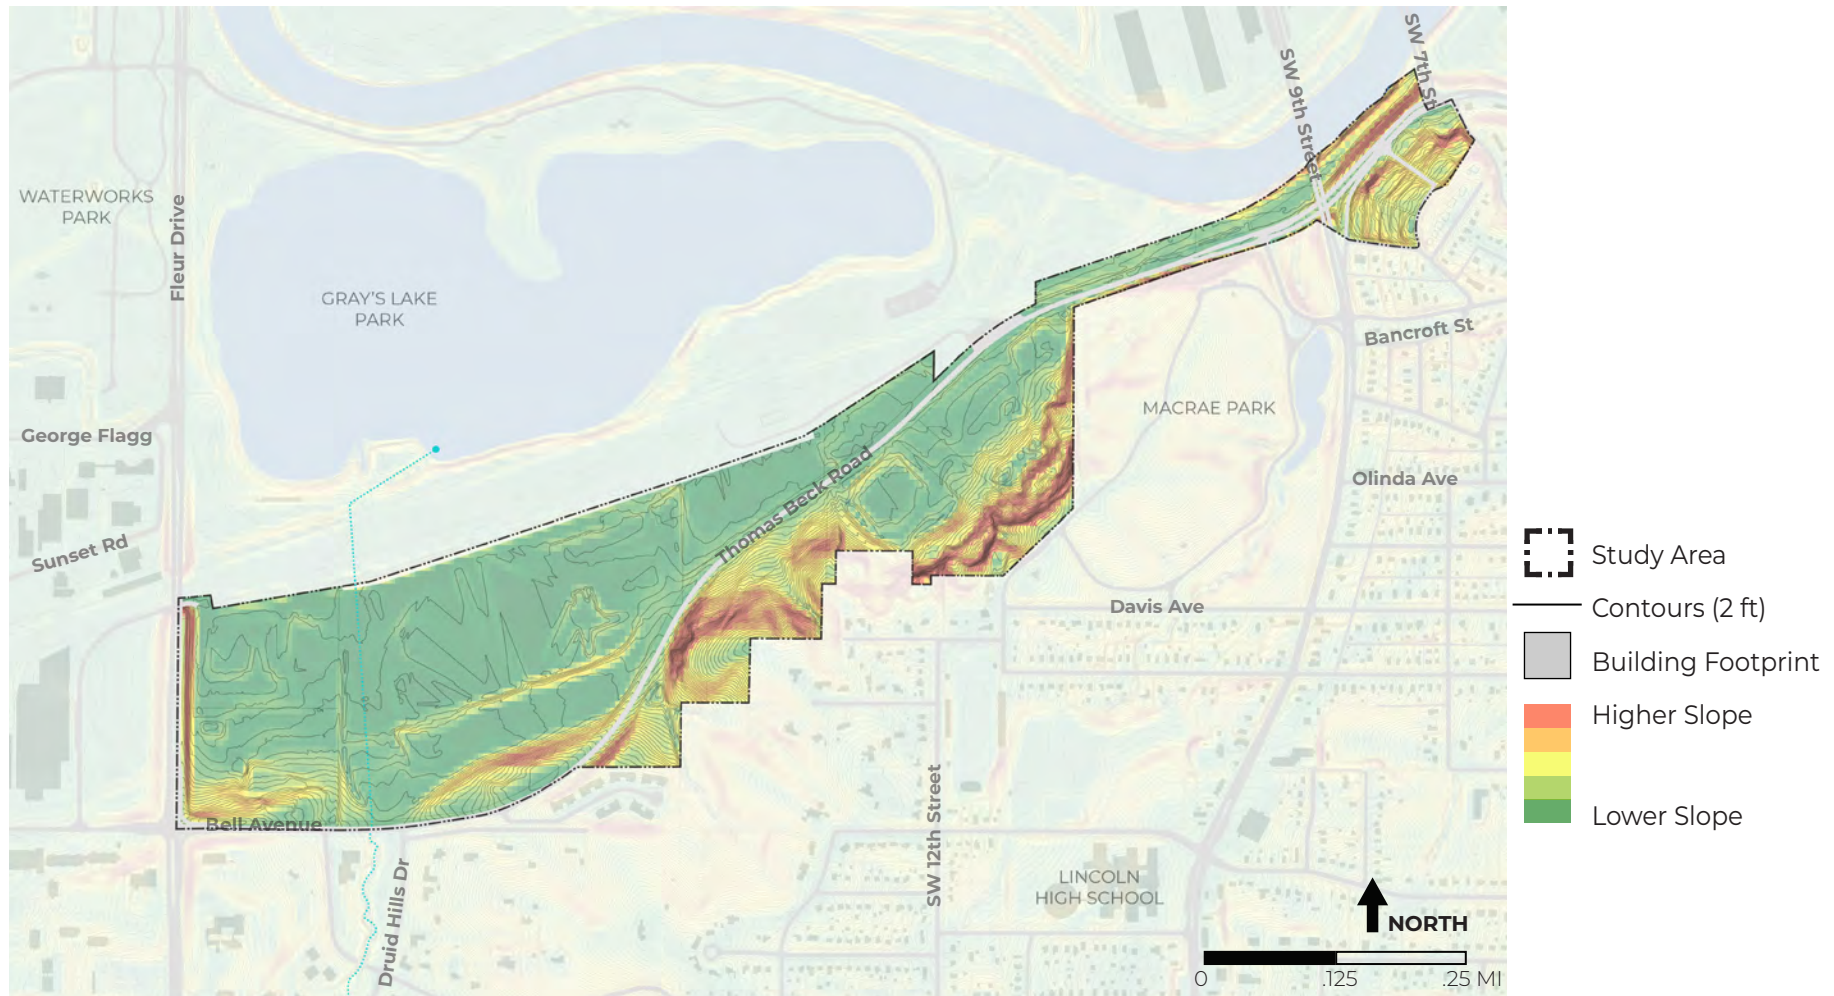 SW 7th St
SW 9th Street
WATERWORKS
PARK
Fleur Drive
GRAY'S LAKE
PARK
Bancroft St
MACRAE PARK
George Flagg
Thomas Beck Road
Olinda Ave
Sunset Rd
Davis Ave
Bell Avenue
SW 12th Street
Druid Hills Dr
LINCOLN
HIGH SCHOOL
NORTH
0 .125 .25 MI
Study Area
Contours (2 ft)
Building Footprint
Higher Slope
Lower Slope